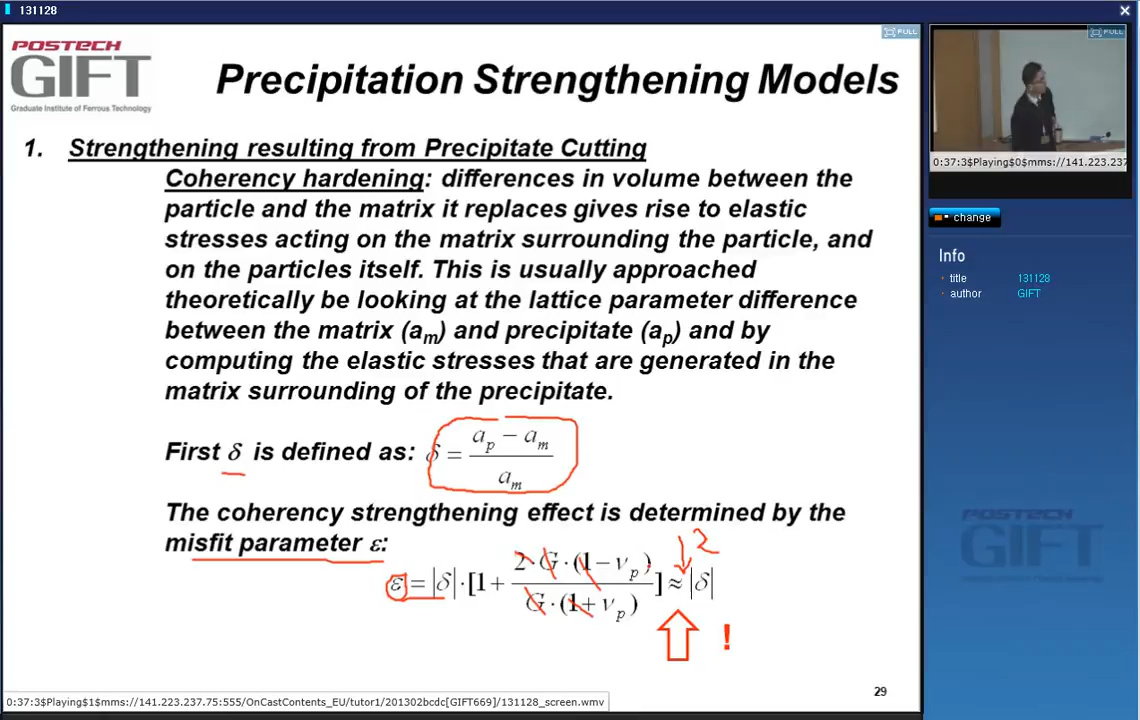 131128
POSTECH
GIFT
Graduate Institute of Ferrous Technology
Precipitation Strengthening Models
1. Strengthening resulting from Precipitate Cutting
Coherency hardening: differences in volume between the
particle and the matrix it replaces gives rise to elastic
stresses acting on the matrix surrounding the particle, and
on the particles itself. This is usually approached
theoretically be looking at the lattice parameter difference
between the matrix (am) and precipitate (ap) and by
computing the elastic stresses that are generated in the
matrix surrounding of the precipitate.
First δ is defined as: δ = (ap − am) / am
The coherency strengthening effect is determined by the
misfit parameter ε:
2
ε = |δ| · [1 + (2 · G · (1 − νp)) / (G · (1 + νp))] ≈ |δ|
!
29
0:37:3$Playing$1$mms://141.223.237.75:555/OnCastContents_EU/tutor1/201302bcdc[GIFT669]/131128_screen.wmv
FULL
FULL
0:37:3$Playing$0$mms://141.223.237
change
Info
title 131128
author GIFT
POSTECH
GIFT